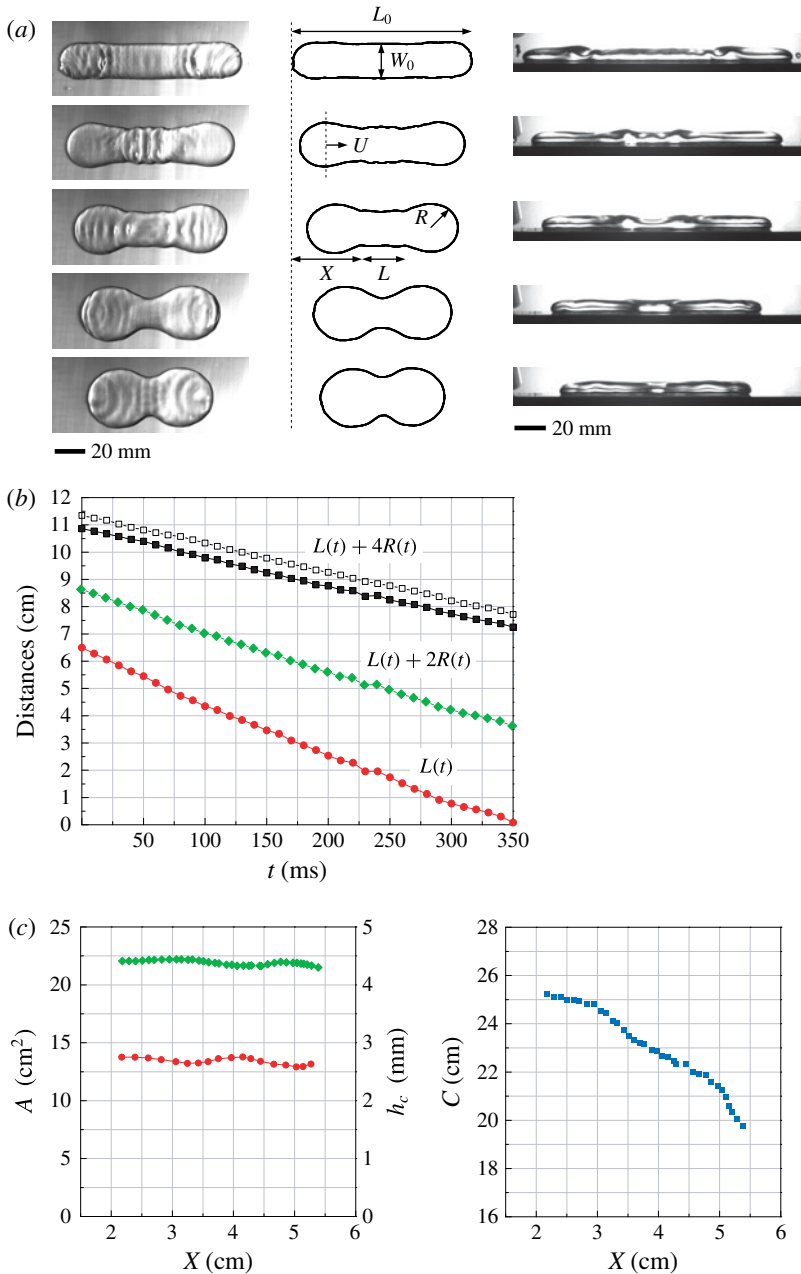 (a)
L0
W0
U
R
X
L
20 mm
20 mm
(b)
12
11
10
9
8
7
6
5
4
3
2
1
0
Distances (cm)
L(t) + 4R(t)
L(t) + 2R(t)
L(t)
50
100
150
200
250
300
350
t (ms)
(c)
25
20
15
10
5
0
A (cm²)
5
4
3
2
1
0
hc (mm)
2
3
4
5
6
X (cm)
28
26
24
22
20
18
16
C (cm)
2
3
4
5
6
X (cm)